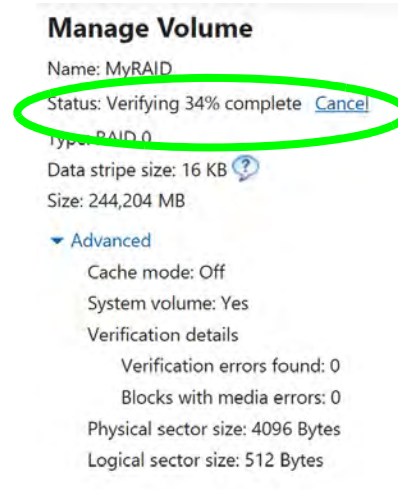 Manage Volume
Name: MyRAID
Status: Verifying 34% complete Cancel
Type: RAID 0
Data stripe size: 16 KB
Size: 244,204 MB
Advanced
Cache mode: Off
System volume: Yes
Verification details
Verification errors found: 0
Blocks with media errors: 0
Physical sector size: 4096 Bytes
Logical sector size: 512 Bytes